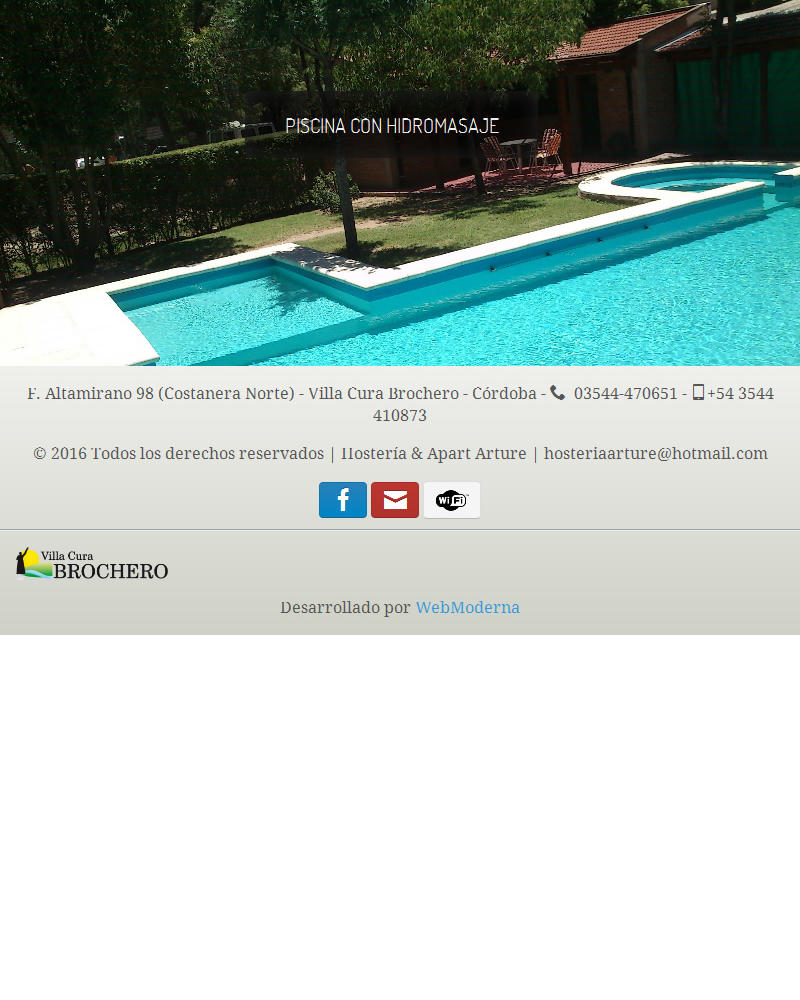 PISCINA CON HIDROMASAJE
F. Altamirano 98 (Costanera Norte) - Villa Cura Brochero - Córdoba - 03544-470651 - +54 3544
410873
© 2016 Todos los derechos reservados | Hostería & Apart Arture | hosteriaarture@hotmail.com
f
Wi Fi
Villa Cura
BROCHERO
Desarrollado por WebModerna